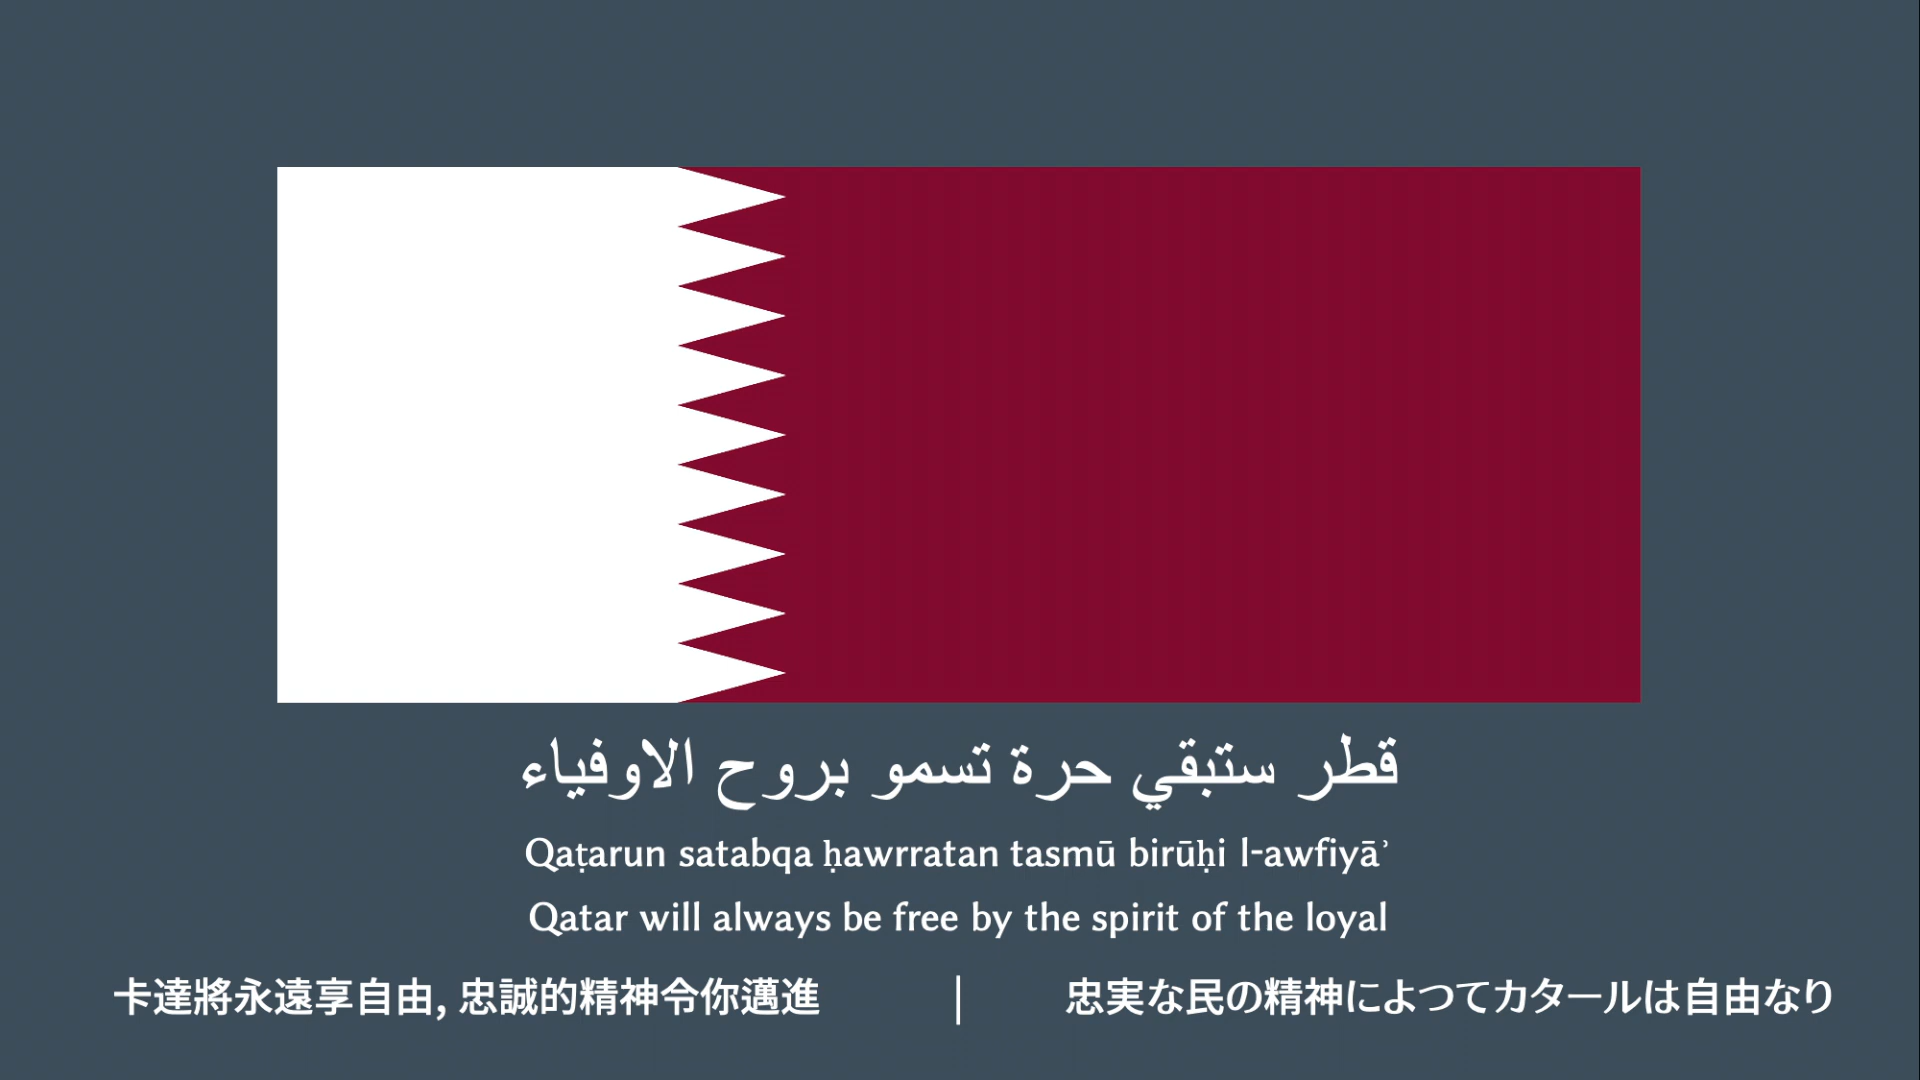 قطر ستبقي حرة تسمو بروح الاوفياء
Qaṭarun satabqa ḥawrratan tasmū birūḥi l-awfiyāʾ
Qatar will always be free by the spirit of the loyal
卡達將永遠享自由, 忠誠的精神令你邁進 | 忠実な民の精神によつてカタールは自由なり